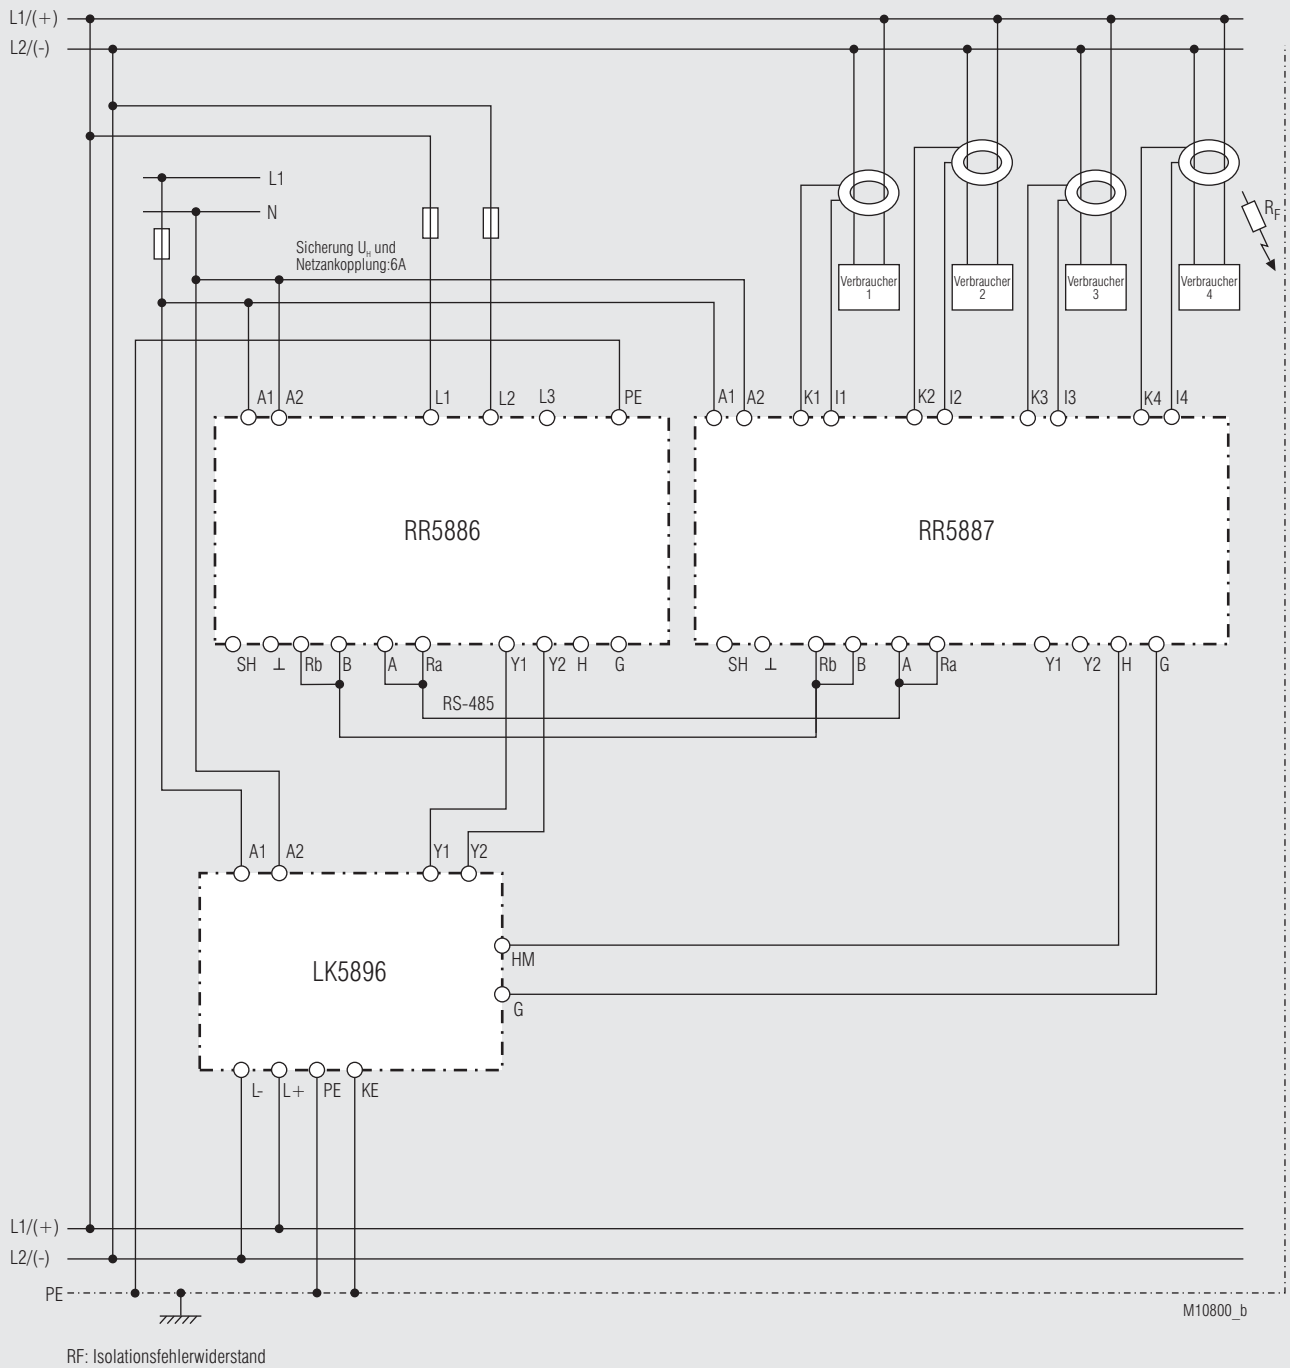 L1/(+)
L2/(-)
L1
N
Sicherung U_H und
Netzankopplung:6A
R_F
Verbraucher
1
Verbraucher
2
Verbraucher
3
Verbraucher
4
A1 A2 L1 L2 L3 PE A1 A2 K1 I1 K2 I2 K3 I3 K4 I4
RR5886
RR5887
SH ⊥ Rb B A Ra Y1 Y2 H G SH ⊥ Rb B A Ra Y1 Y2 H G
RS-485
A1 A2 Y1 Y2
HM
LK5896
G
L- L+ PE KE
L1/(+)
L2/(-)
PE
M10800_b
RF: Isolationsfehlerwiderstand